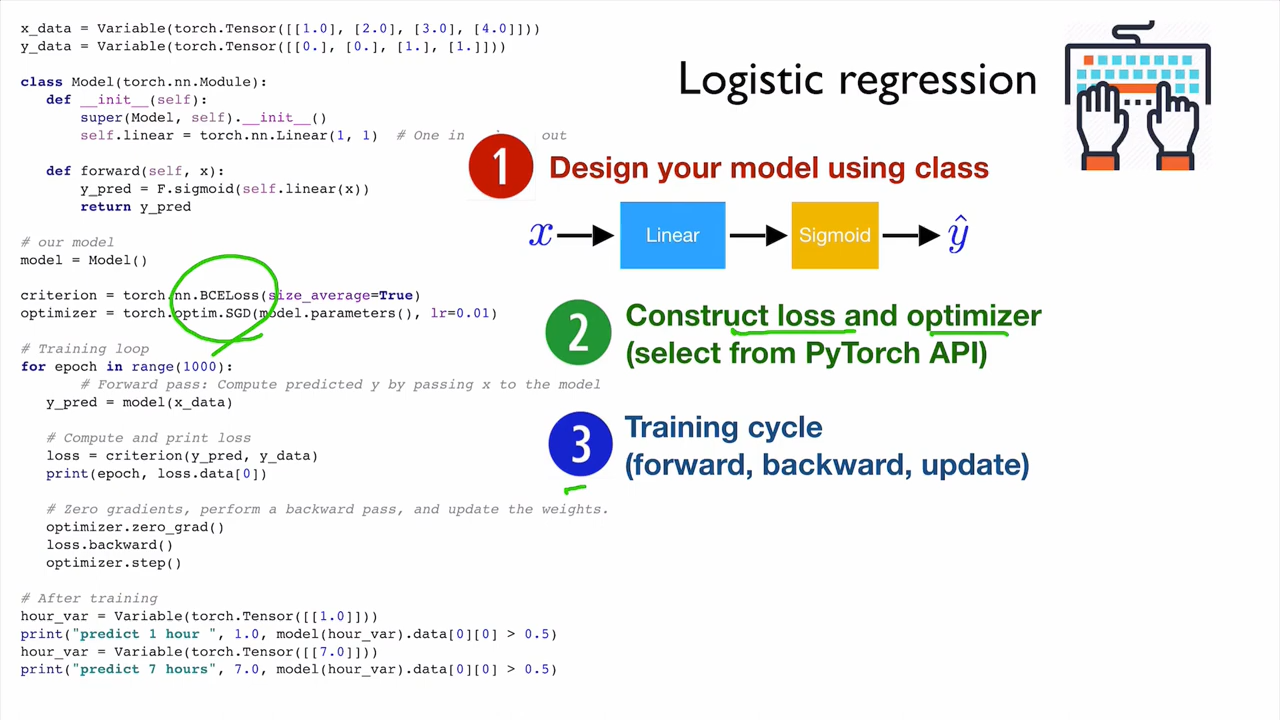 x_data = Variable(torch.Tensor([[1.0], [2.0], [3.0], [4.0]]))
y_data = Variable(torch.Tensor([[0.], [0.], [1.], [1.]]))
class Model(torch.nn.Module):
def __init__(self):
super(Model, self).__init__()
self.linear = torch.nn.Linear(1, 1)  # One in out
def forward(self, x):
y_pred = F.sigmoid(self.linear(x))
return y_pred
# our model
model = Model()
criterion = torch.nn.BCELoss(size_average=True)
optimizer = torch.optim.SGD(model.parameters(), lr=0.01)
# Training loop
for epoch in range(1000):
# Forward pass: Compute predicted y by passing x to the model
y_pred = model(x_data)
# Compute and print loss
loss = criterion(y_pred, y_data)
print(epoch, loss.data[0])
# Zero gradients, perform a backward pass, and update the weights.
optimizer.zero_grad()
loss.backward()
optimizer.step()
# After training
hour_var = Variable(torch.Tensor([[1.0]]))
print("predict 1 hour ", 1.0, model(hour_var).data[0][0] > 0.5)
hour_var = Variable(torch.Tensor([[7.0]]))
print("predict 7 hours", 7.0, model(hour_var).data[0][0] > 0.5)
Logistic regression
1 Design your model using class
x Linear Sigmoid ŷ
2 Construct loss and optimizer
(select from PyTorch API)
3 Training cycle
(forward, backward, update)